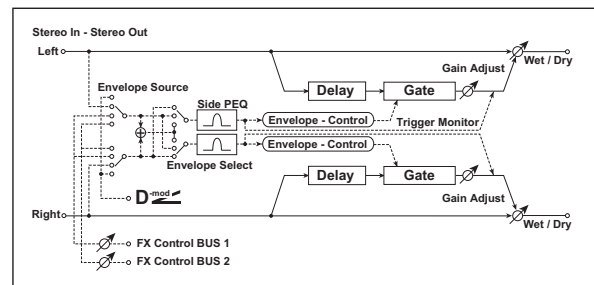 Stereo In - Stereo Out
Left
Wet / Dry
Envelope Source
Gain Adjust
Delay
Gate
Side PEQ
Envelope - Control
Trigger Monitor
Envelope - Control
Envelope Select
Delay
Gate
D-mod
Gain Adjust
Right
Wet / Dry
FX Control BUS 1
FX Control BUS 2